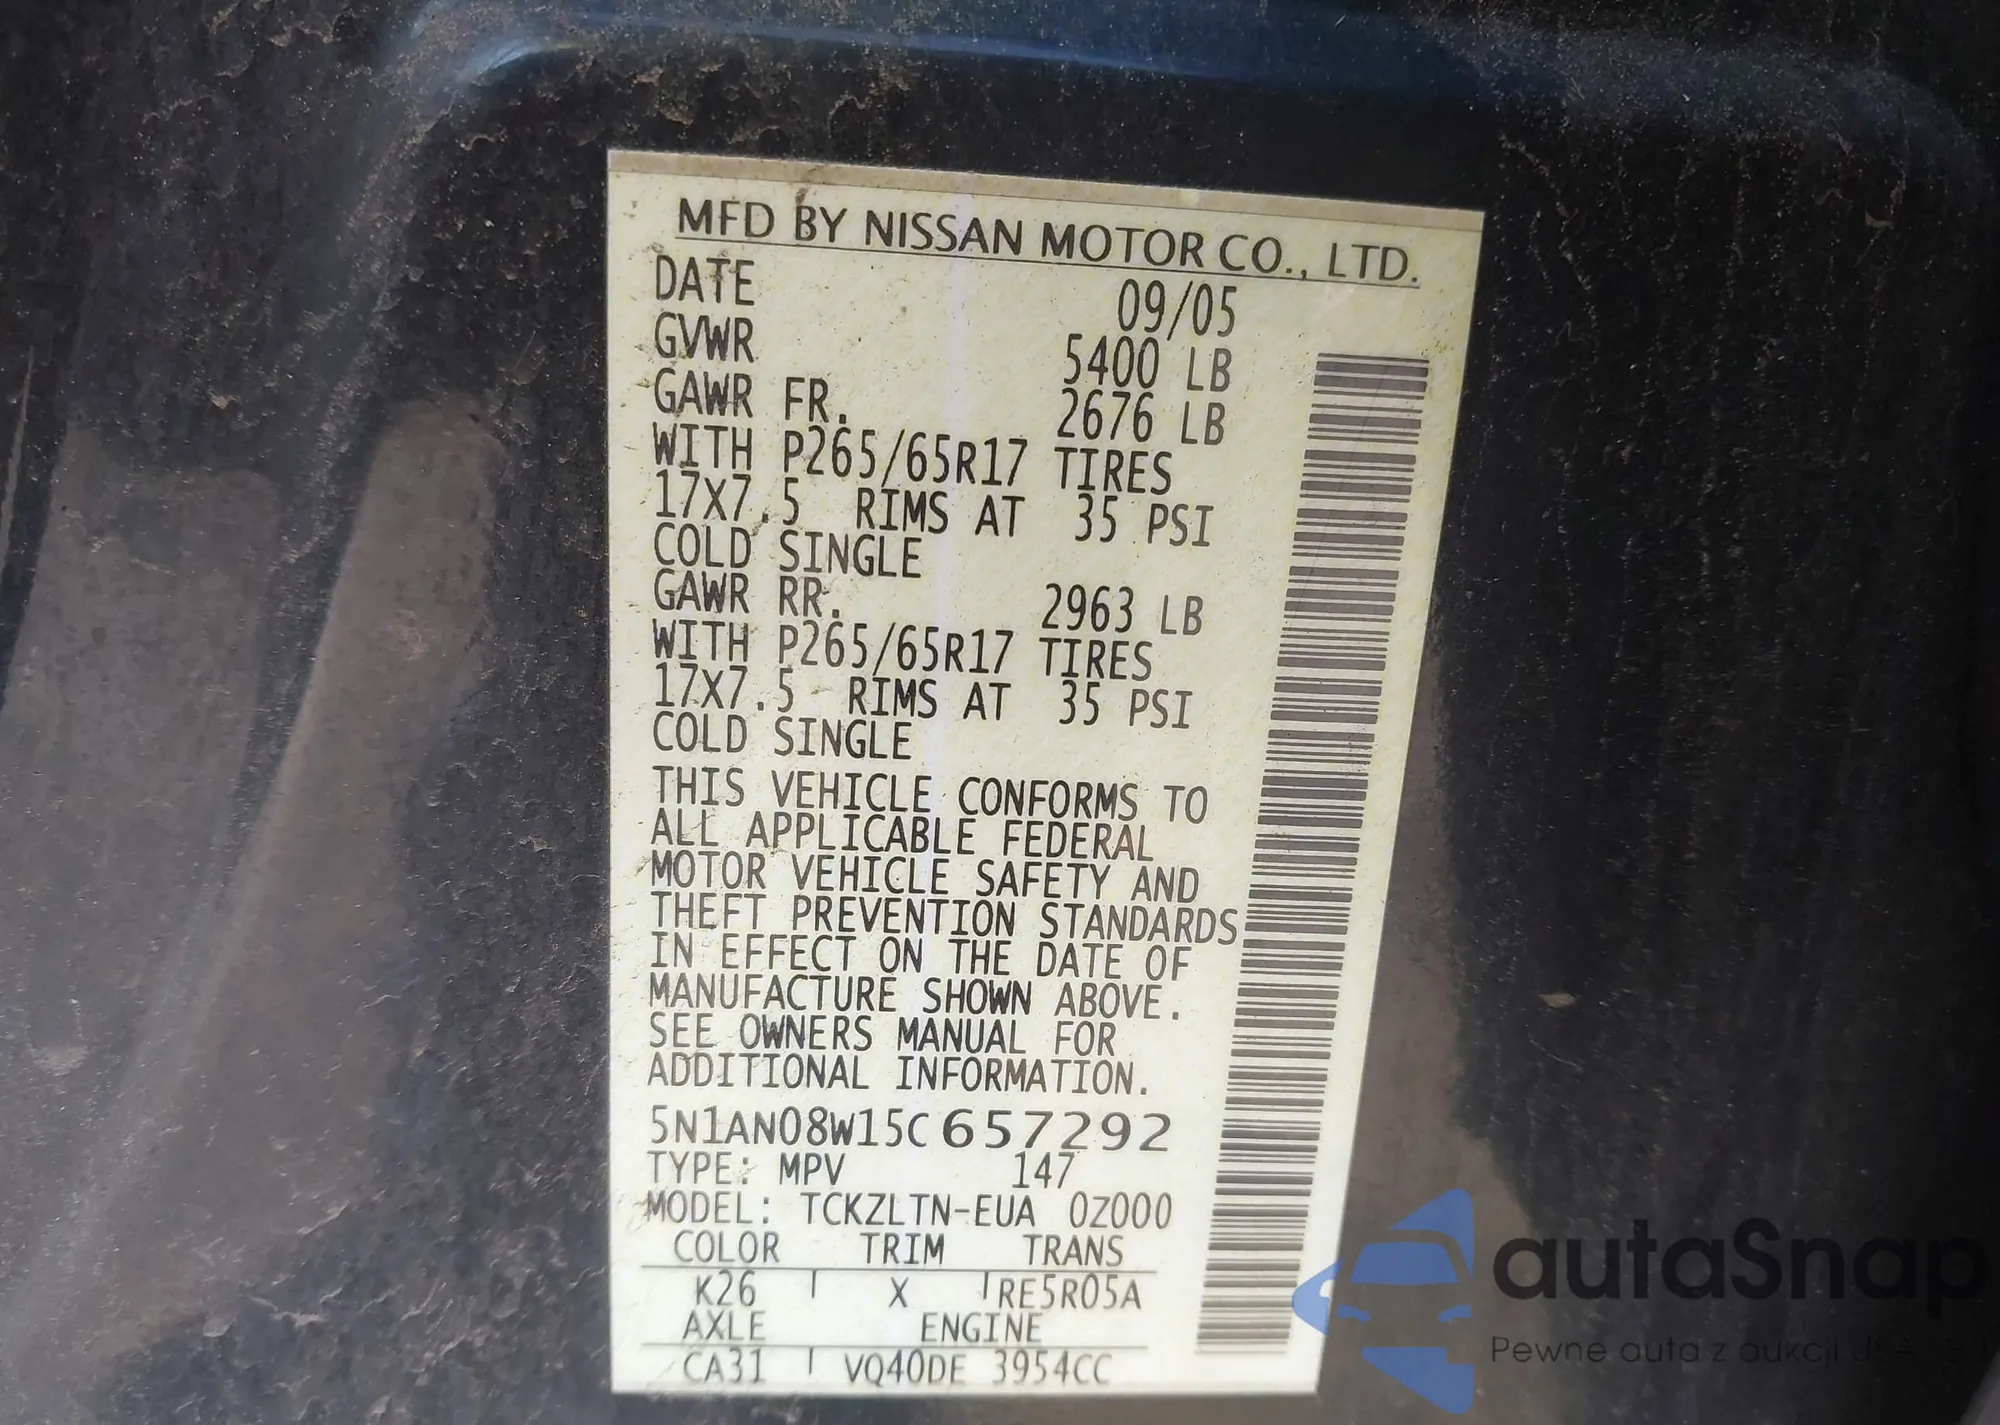 MFD BY NISSAN MOTOR CO., LTD.
DATE 09/05
GVWR 5400 LB
GAWR FR. 2676 LB
WITH P265/65R17 TIRES
17X7.5 RIMS AT 35 PSI
COLD SINGLE
GAWR RR. 2963 LB
WITH P265/65R17 TIRES
17X7.5 RIMS AT 35 PSI
COLD SINGLE
THIS VEHICLE CONFORMS TO
ALL APPLICABLE FEDERAL
MOTOR VEHICLE SAFETY AND
THEFT PREVENTION STANDARDS
IN EFFECT ON THE DATE OF
MANUFACTURE SHOWN ABOVE.
SEE OWNERS MANUAL FOR
ADDITIONAL INFORMATION.
5N1AN08W15C657292
TYPE: MPV 147
MODEL: TCKZLTN-EUA 0Z000
COLOR TRIM TRANS
K26 X RE5R05A
AXLE ENGINE
CA31 VQ40DE 3954CC
autaSnap
Pewne auta z aukcji